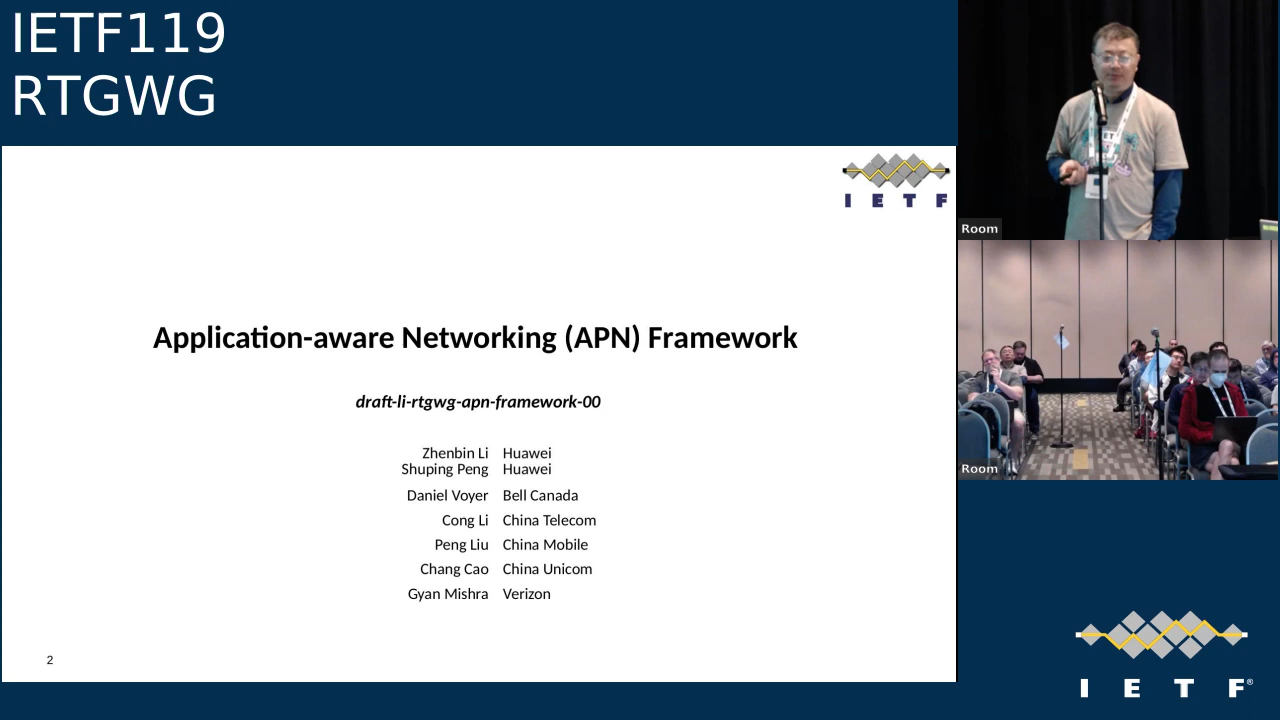 IETF119
RTGWG
I E T F
Application-aware Networking (APN) Framework
draft-li-rtgwg-apn-framework-00
Zhenbin Li Huawei
Shuping Peng Huawei
Daniel Voyer Bell Canada
Cong Li China Telecom
Peng Liu China Mobile
Chang Cao China Unicom
Gyan Mishra Verizon
2
Room
Room
I E T F®